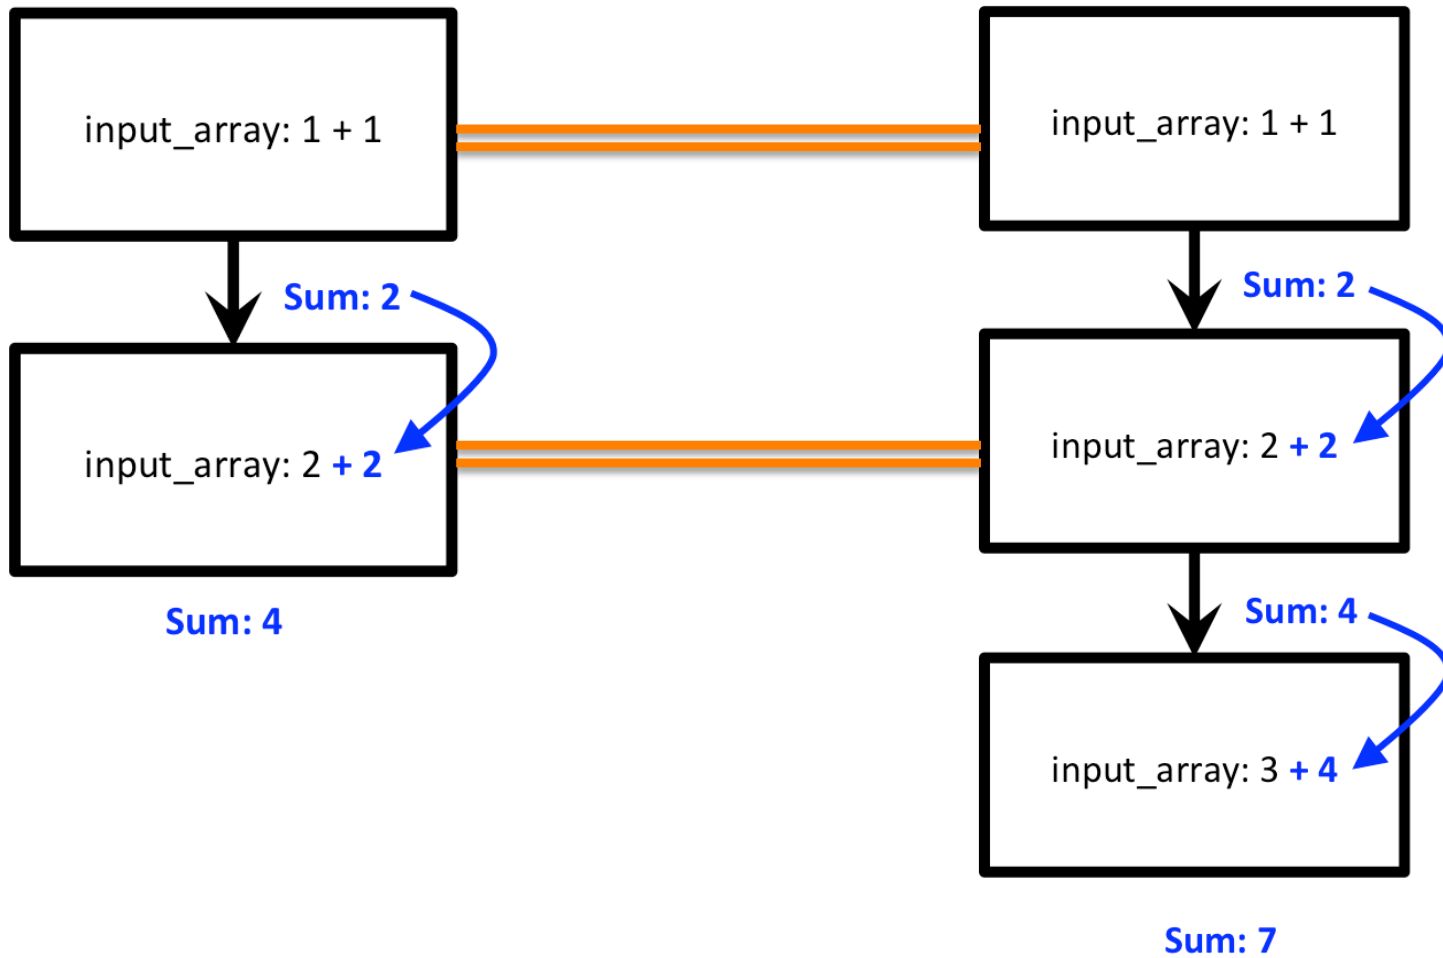 input_array: 1 + 1
Sum: 2
input_array: 2 + 2
Sum: 4
input_array: 1 + 1
Sum: 2
input_array: 2 + 2
Sum: 4
input_array: 3 + 4
Sum: 7